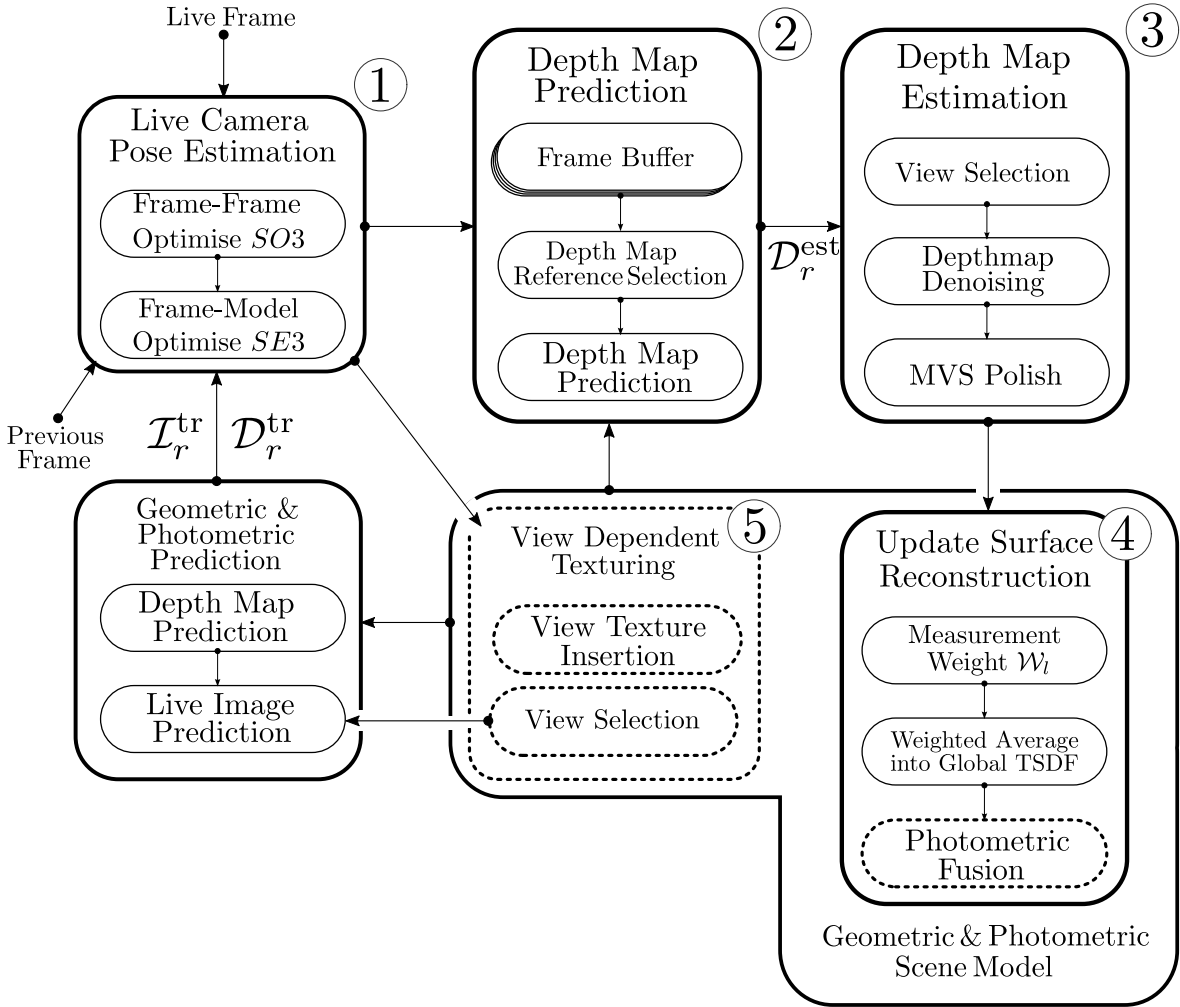 Live Frame
1
Live Camera
Pose Estimation
Frame-Frame
Optimise SO3
Frame-Model
Optimise SE3
Previous
Frame
2
Depth Map
Prediction
Frame Buffer
Depth Map
Reference Selection
Depth Map
Prediction
𝒟_r^est
3
Depth Map
Estimation
View Selection
Depthmap
Denoising
MVS Polish
ℐ_r^tr 𝒟_r^tr
Geometric &
Photometric
Prediction
Depth Map
Prediction
Live Image
Prediction
5
View Dependent
Texturing
View Texture
Insertion
View Selection
4
Update Surface
Reconstruction
Measurement
Weight 𝒲_l
Weighted Average
into Global TSDF
Photometric
Fusion
Geometric & Photometric
Scene Model